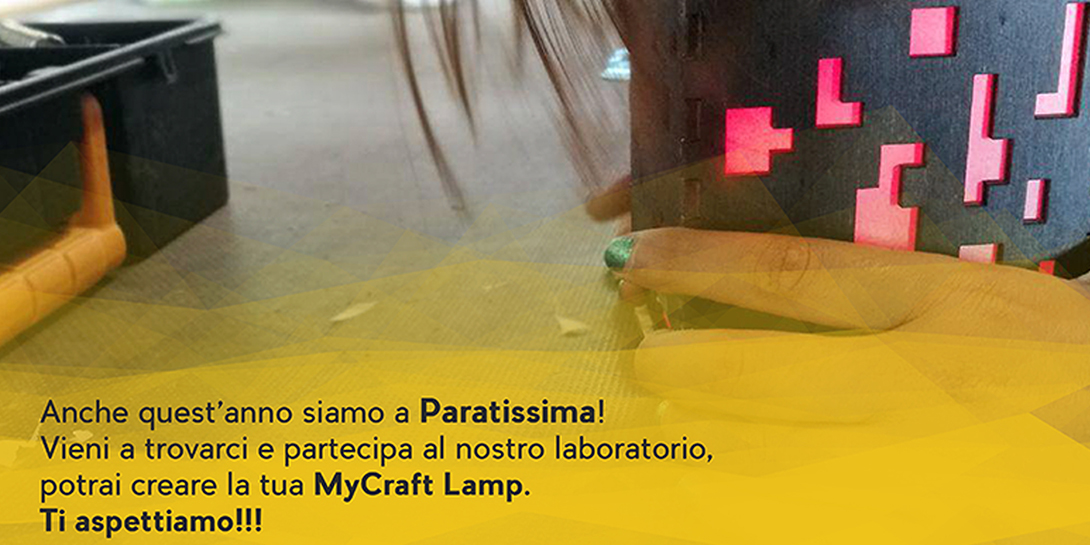 Anche quest'anno siamo a Paratissima!
Vieni a trovarci e partecipa al nostro laboratorio,
potrai creare la tua MyCraft Lamp.
Ti aspettiamo!!!